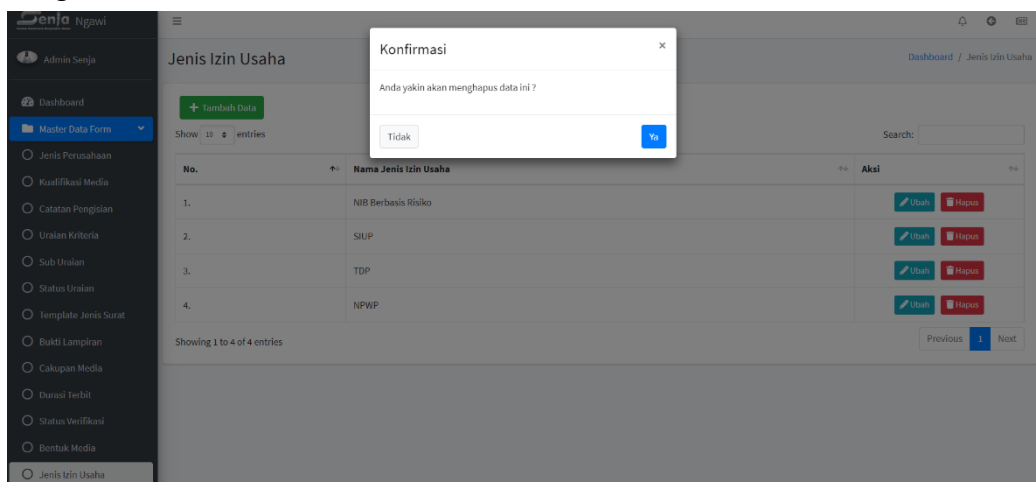 Senja Ngawi
Admin Senja
Dashboard
Master Data Form
Jenis Perusahaan
Kualifikasi Media
Catatan Pengisian
Uraian Kriteria
Sub Uraian
Status Uraian
Template Jenis Surat
Bukti Lampiran
Cakupan Media
Durasi Terbit
Status Verifikasi
Bentuk Media
Jenis Izin Usaha
Jenis Izin Usaha
Dashboard / Jenis Izin Usaha
Konfirmasi ×
Anda yakin akan menghapus data ini ?
Tidak Ya
+ Tambah Data
Show 10 entries Search:
No. Nama Jenis Izin Usaha Aksi
1. NIB Berbasis Risiko Ubah Hapus
2. SIUP Ubah Hapus
3. TDP Ubah Hapus
4. NPWP Ubah Hapus
Showing 1 to 4 of 4 entries Previous 1 Next